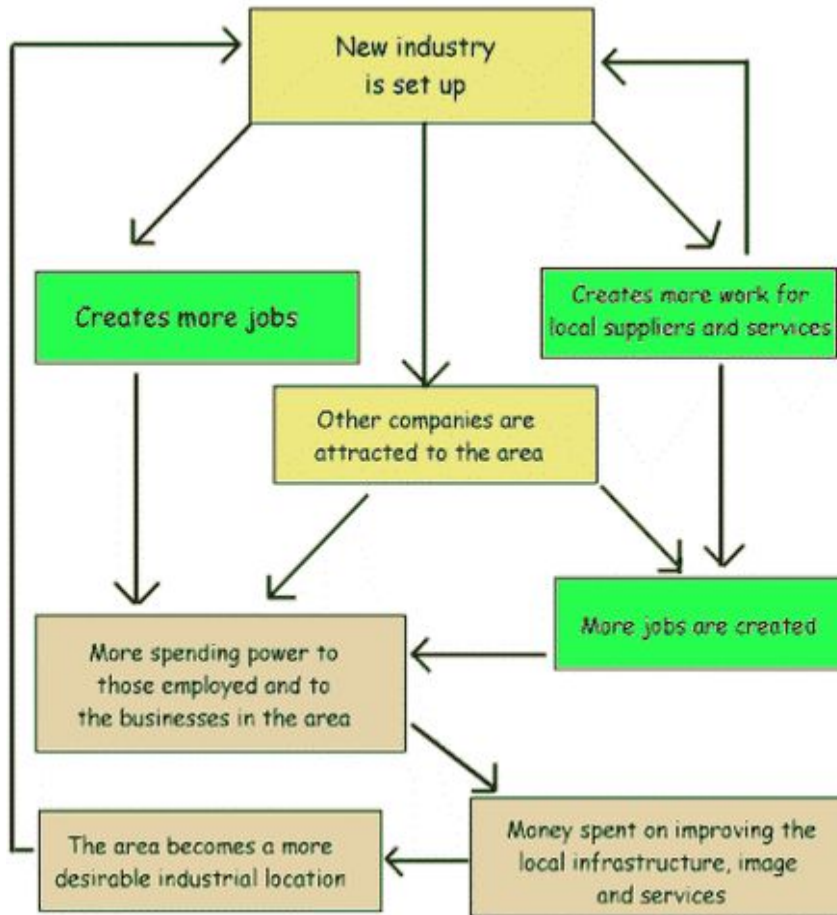 New industry
is set up
Creates more jobs
Creates more work for
local suppliers and services
Other companies are
attracted to the area
More jobs are created
More spending power to
those employed and to
the businesses in the area
The area becomes a more
desirable industrial location
Money spent on improving the
local infrastructure, image
and services